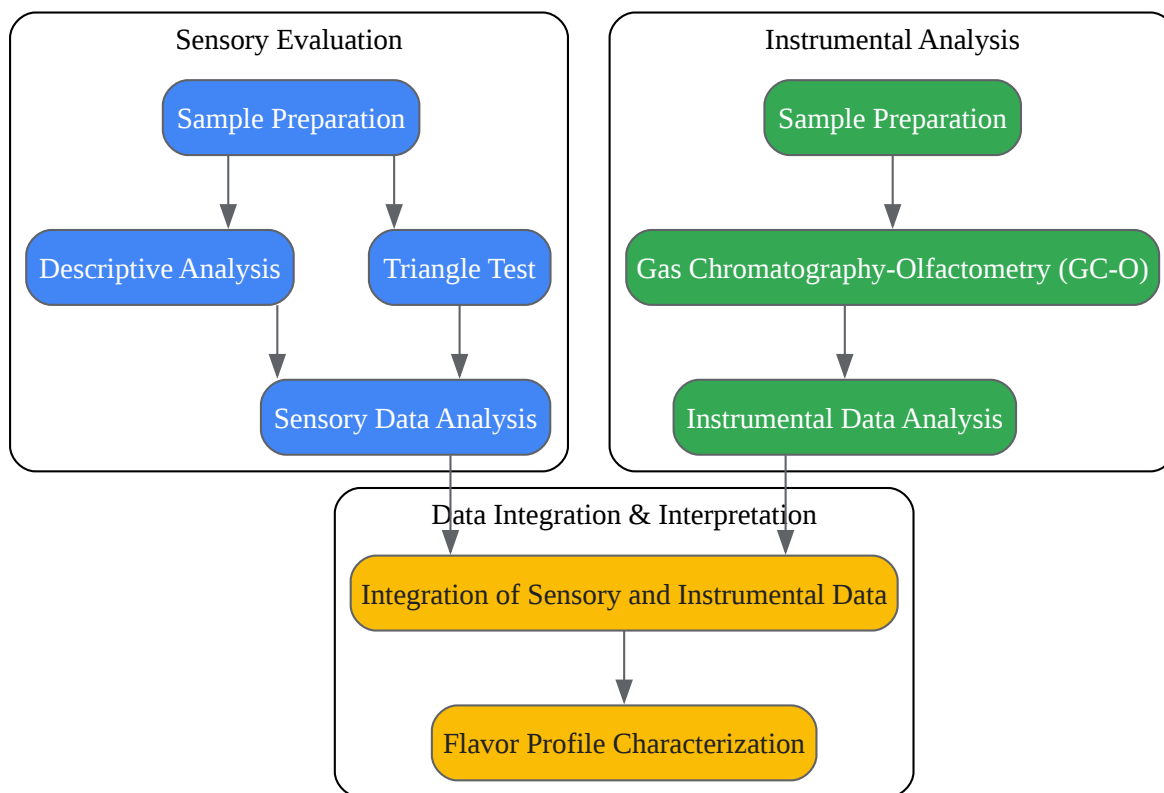 Sensory Evaluation
Sample Preparation
Descriptive Analysis
Triangle Test
Sensory Data Analysis
Instrumental Analysis
Sample Preparation
Gas Chromatography-Olfactometry (GC-O)
Instrumental Data Analysis
Data Integration & Interpretation
Integration of Sensory and Instrumental Data
Flavor Profile Characterization